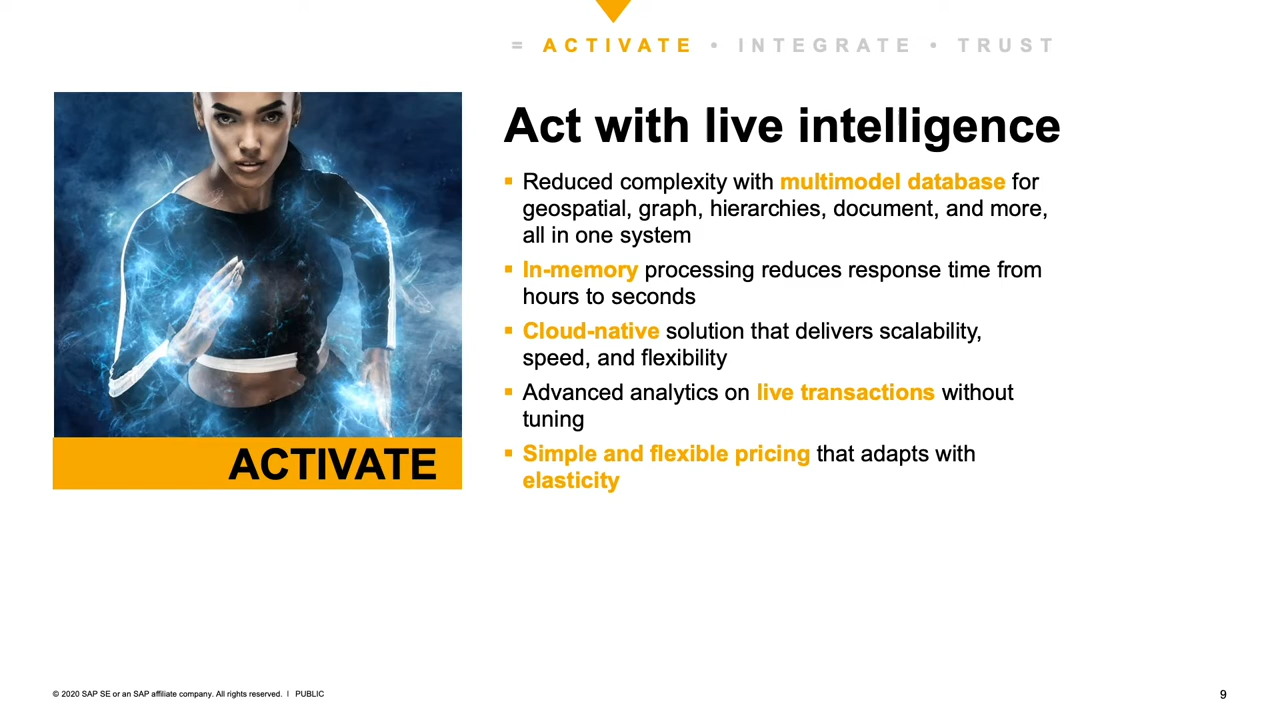 = ACTIVATE • INTEGRATE • TRUST
Act with live intelligence
▪ Reduced complexity with multimodel database for
geospatial, graph, hierarchies, document, and more,
all in one system
▪ In-memory processing reduces response time from
hours to seconds
▪ Cloud-native solution that delivers scalability,
speed, and flexibility
▪ Advanced analytics on live transactions without
tuning
▪ Simple and flexible pricing that adapts with
elasticity
ACTIVATE
© 2020 SAP SE or an SAP affiliate company. All rights reserved. | PUBLIC
9